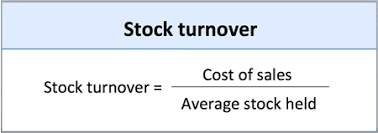 Stock turnover
Stock turnover = Cost of sales
Average stock held